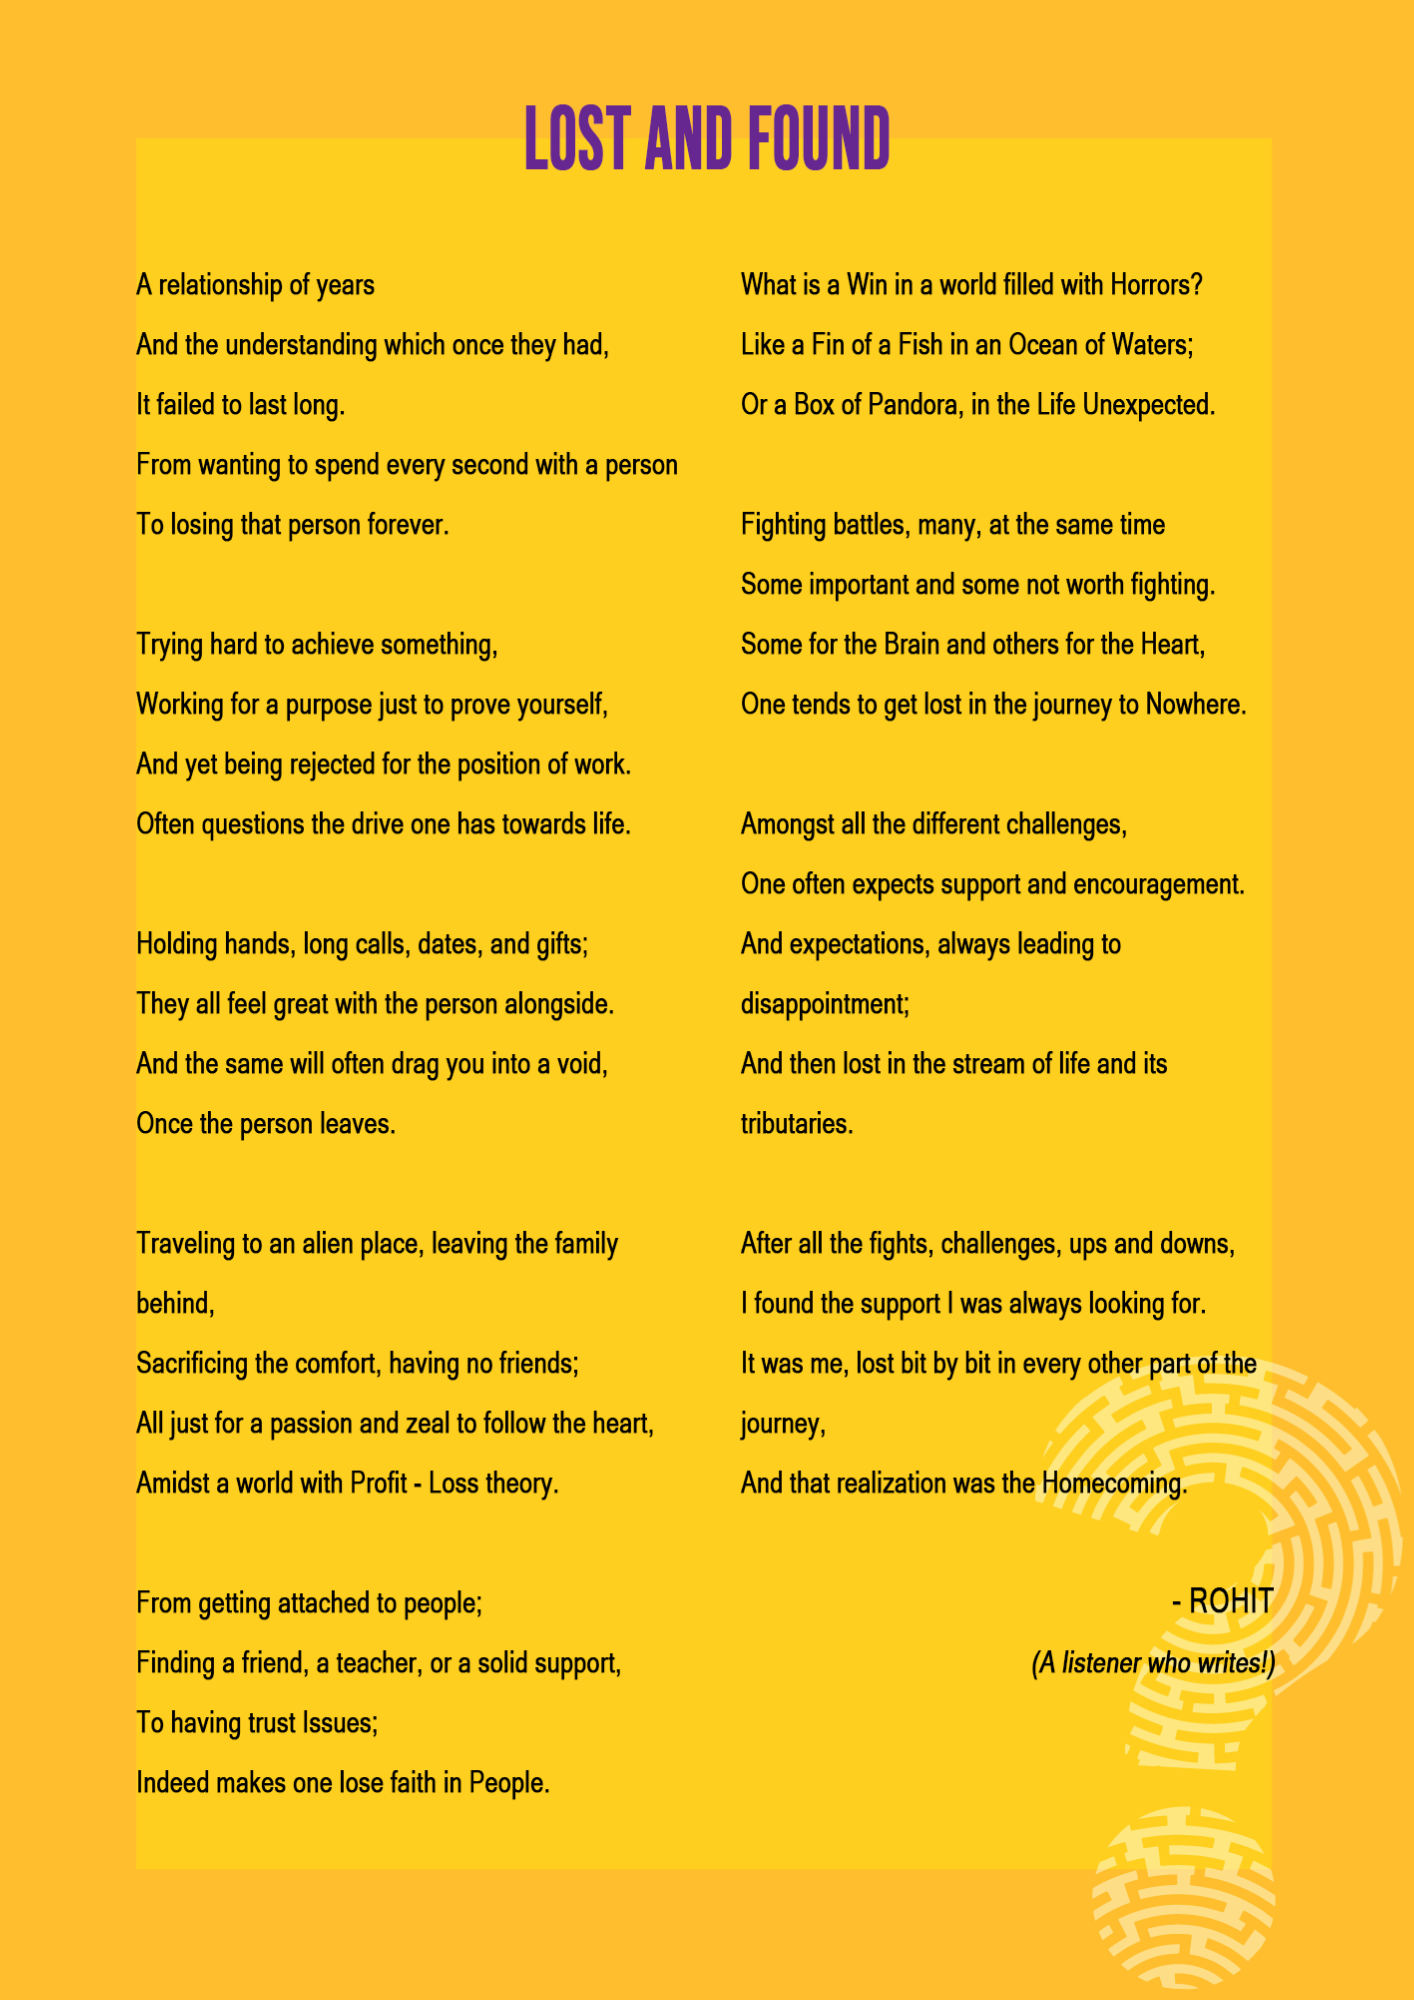 LOST AND FOUND
A relationship of years
And the understanding which once they had,
It failed to last long.
From wanting to spend every second with a person
To losing that person forever.
Trying hard to achieve something,
Working for a purpose just to prove yourself,
And yet being rejected for the position of work.
Often questions the drive one has towards life.
Holding hands, long calls, dates, and gifts;
They all feel great with the person alongside.
And the same will often drag you into a void,
Once the person leaves.
Traveling to an alien place, leaving the family
behind,
Sacrificing the comfort, having no friends;
All just for a passion and zeal to follow the heart,
Amidst a world with Profit - Loss theory.
From getting attached to people;
Finding a friend, a teacher, or a solid support,
To having trust Issues;
Indeed makes one lose faith in People.
What is a Win in a world filled with Horrors?
Like a Fin of a Fish in an Ocean of Waters;
Or a Box of Pandora, in the Life Unexpected.
Fighting battles, many, at the same time
Some important and some not worth fighting.
Some for the Brain and others for the Heart,
One tends to get lost in the journey to Nowhere.
Amongst all the different challenges,
One often expects support and encouragement.
And expectations, always leading to
disappointment;
And then lost in the stream of life and its
tributaries.
After all the fights, challenges, ups and downs,
I found the support I was always looking for.
It was me, lost bit by bit in every other part of the
journey,
And that realization was the Homecoming.
- ROHIT
(A listener who writes!)